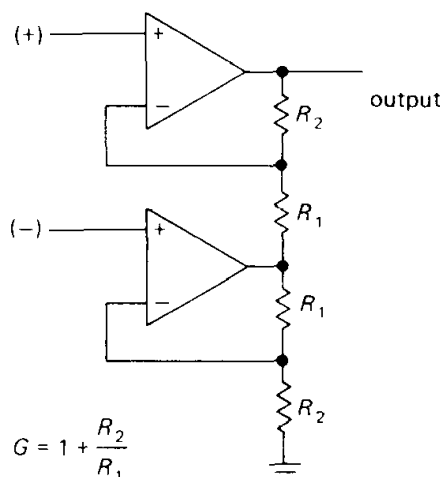 (+)
+
−
output
R₂
R₁
(−)
+
−
R₁
R₂
G = 1 + R₂/R₁